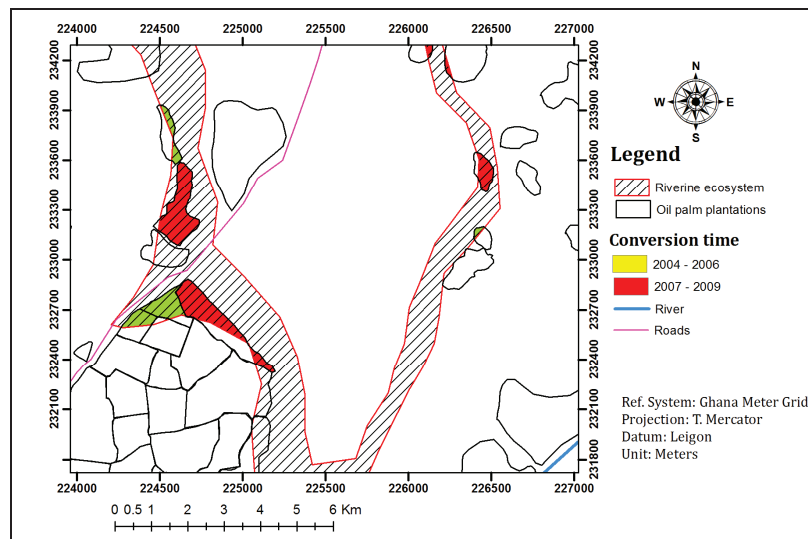 224000 224500 225000 225500 226000 226500 227000
234200
233900
233600
233300
233000
232700
232400
232100
231800
234200
233900
233600
233300
233000
232700
232400
232100
231800
224000 224500 225000 225500 226000 226500 227000
0 0.5 1 2 3 4 5 6 Km
N
W E
S
Legend
Riverine ecosystem
Oil palm plantations
Conversion time
2004 - 2006
2007 - 2009
River
Roads
Ref. System: Ghana Meter Grid
Projection: T. Mercator
Datum: Leigon
Unit: Meters